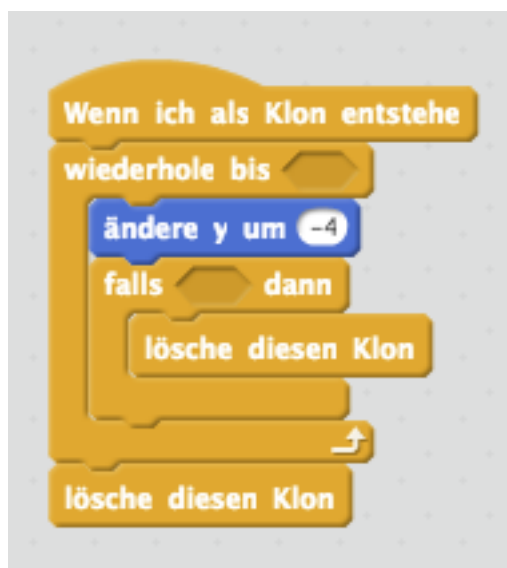 Wenn ich als Klon entstehe
wiederhole bis
ändere y um -4
falls dann
lösche diesen Klon
lösche diesen Klon